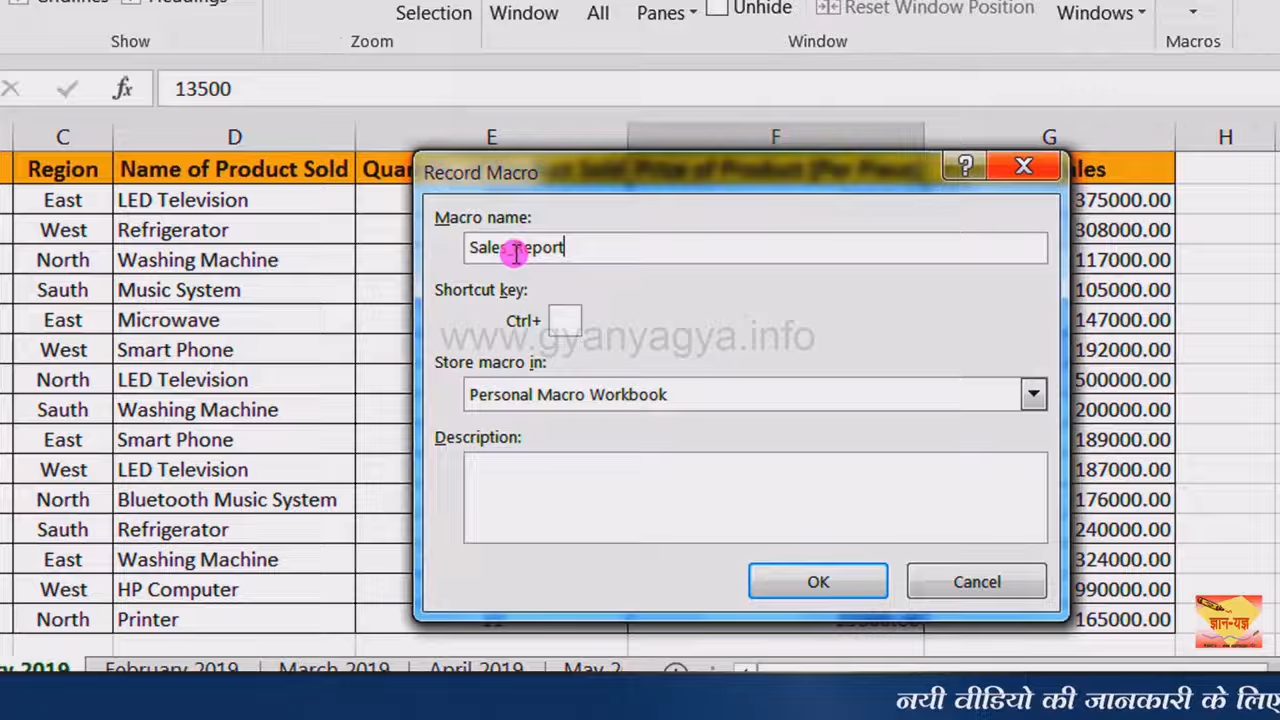 Headings
Selection Window All Panes Unhide Reset Window Position Windows
Show Zoom Window Macros
fx 13500
C D E F G H
Region Name of Product Sold
East LED Television 375000.00
West Refrigerator 308000.00
North Washing Machine 117000.00
Sauth Music System 105000.00
East Microwave 147000.00
West Smart Phone 192000.00
North LED Television 500000.00
Sauth Washing Machine 200000.00
East Smart Phone 189000.00
West LED Television 187000.00
North Bluetooth Music System 176000.00
Sauth Refrigerator 240000.00
East Washing Machine 324000.00
West HP Computer 990000.00
North Printer 165000.00
Record Macro
Macro name:
Sales_Report
Shortcut key:
Ctrl+
www.gyanyagya.info
Store macro in:
Personal Macro Workbook
Description:
OK Cancel
ज्ञान-यज्ञ
2019 February 2019 March 2019 April 2019 May 2
नयी वीडियो की जानकारी के लिए